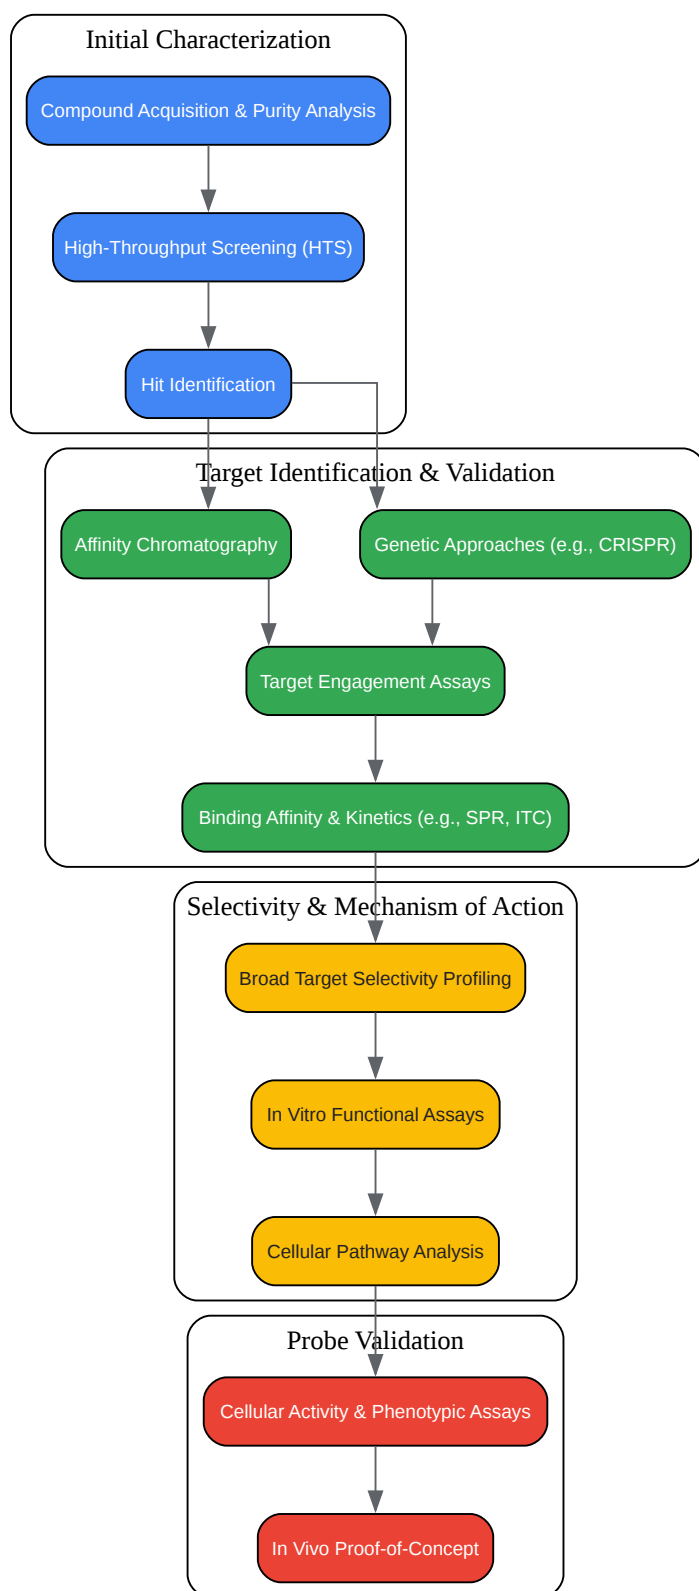 Initial Characterization
Compound Acquisition & Purity Analysis
High-Throughput Screening (HTS)
Hit Identification
Target Identification & Validation
Affinity Chromatography
Genetic Approaches (e.g., CRISPR)
Target Engagement Assays
Binding Affinity & Kinetics (e.g., SPR, ITC)
Selectivity & Mechanism of Action
Broad Target Selectivity Profiling
In Vitro Functional Assays
Cellular Pathway Analysis
Probe Validation
Cellular Activity & Phenotypic Assays
In Vivo Proof-of-Concept